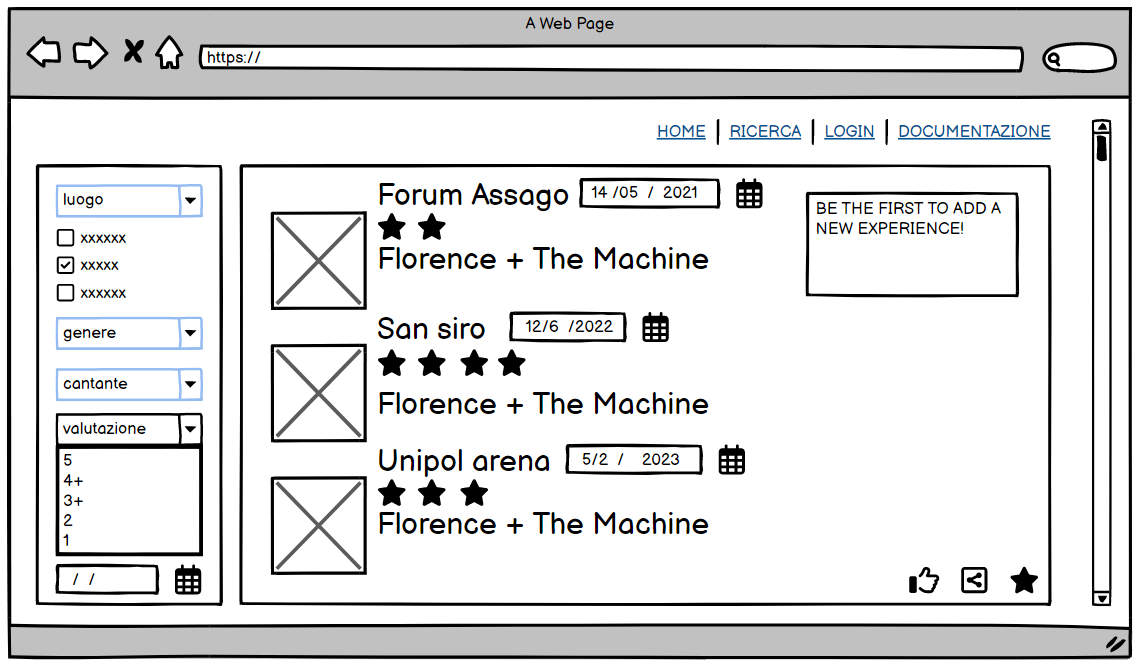 A Web Page
https://
HOME RICERCA LOGIN DOCUMENTAZIONE
luogo
xxxxxx
xxxxx
xxxxxx
genere
cantante
valutazione
5
4+
3+
2
1
/ /
Forum Assago 14 /05 / 2021
Florence + The Machine
San siro 12/6 /2022
Florence + The Machine
Unipol arena 5/2 / 2023
Florence + The Machine
BE THE FIRST TO ADD A
NEW EXPERIENCE!